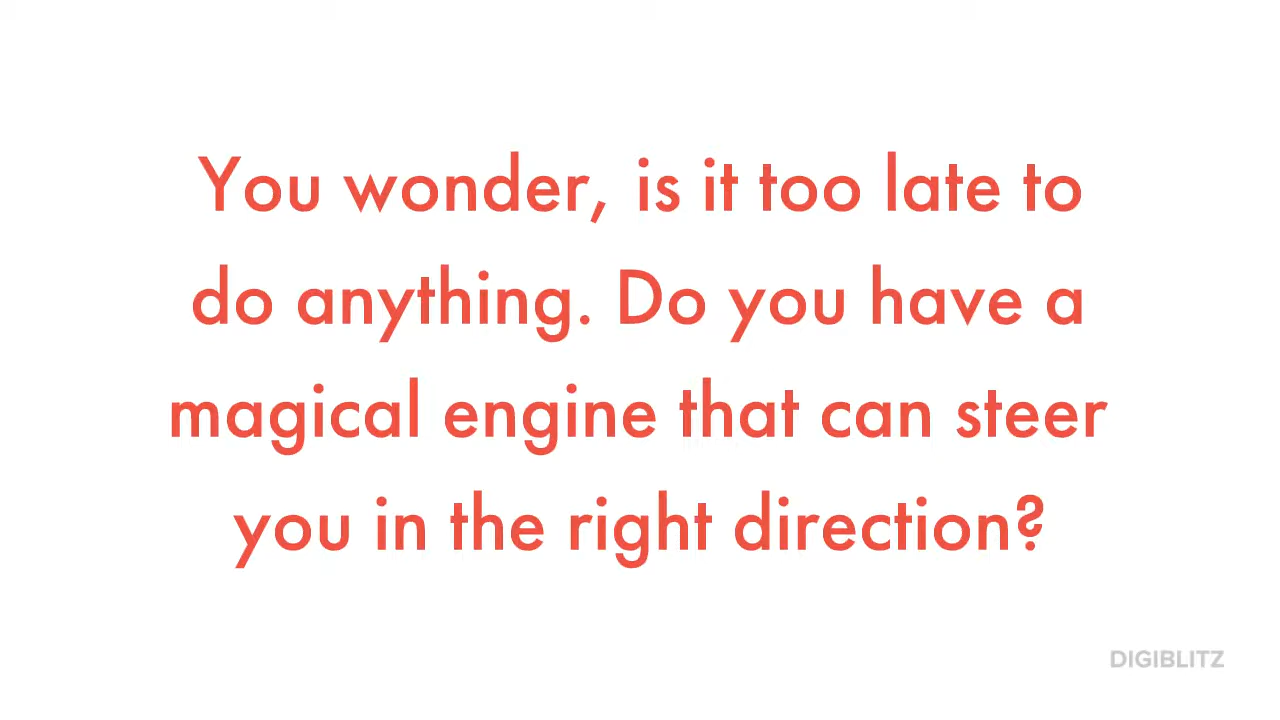 You wonder, is it too late to
do anything. Do you have a
magical engine that can steer
you in the right direction?
DIGIBLITZ